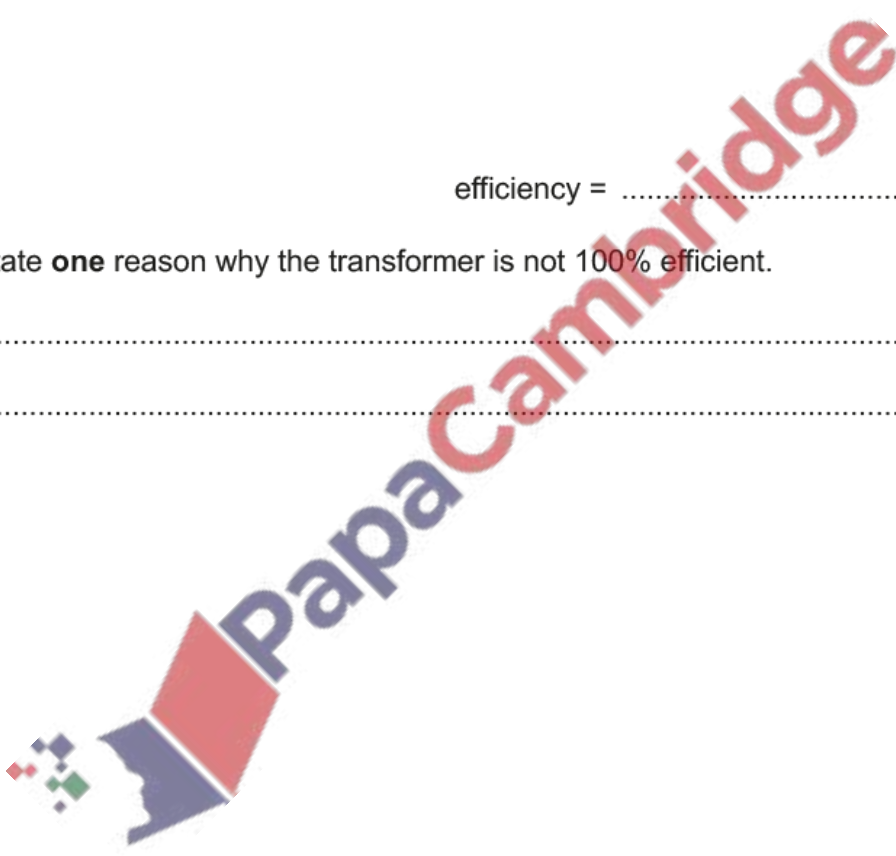 efficiency = ................................
ate one reason why the transformer is not 100% efficient.
................................................................................................................
................................................................................................................
PapaCambridge